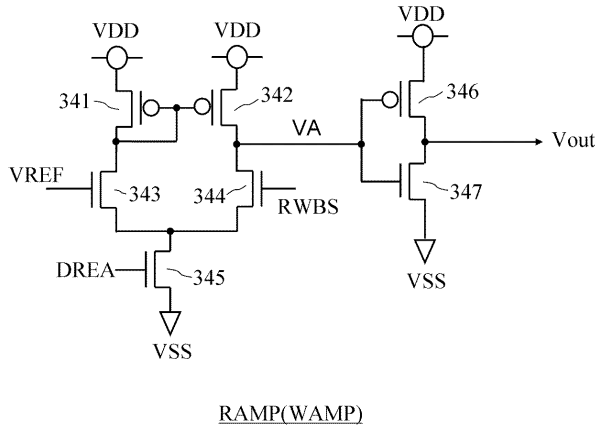 VDD VDD VDD
341 342 346
VA Vout
VREF 343 344 RWBS 347
DREA 345 VSS
VSS
RAMP(WAMP)